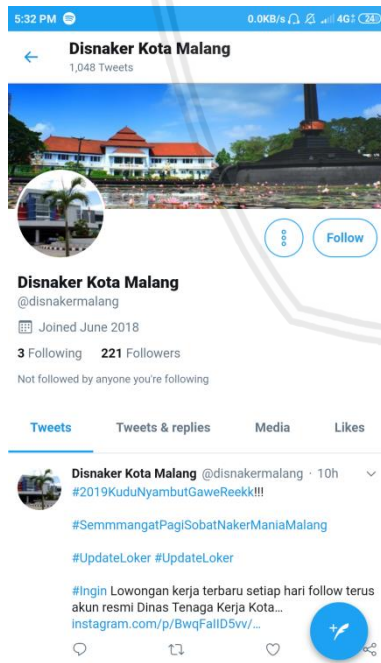 5:32 PM
0.0KB/s 4G 24
Disnaker Kota Malang
1,048 Tweets
Follow
Disnaker Kota Malang
@disnakermalang
Joined June 2018
3 Following 221 Followers
Not followed by anyone you're following
Tweets Tweets & replies Media Likes
Disnaker Kota Malang @disnakermalang · 10h
#2019KuduNyambutGaweReekk!!!
#SemmmangatPagiSobatNakerManiaMalang
#UpdateLoker #UpdateLoker
#Ingin Lowongan kerja terbaru setiap hari follow terus
akun resmi Dinas Tenaga Kerja Kota…
instagram.com/p/BwqFallD5vv/…